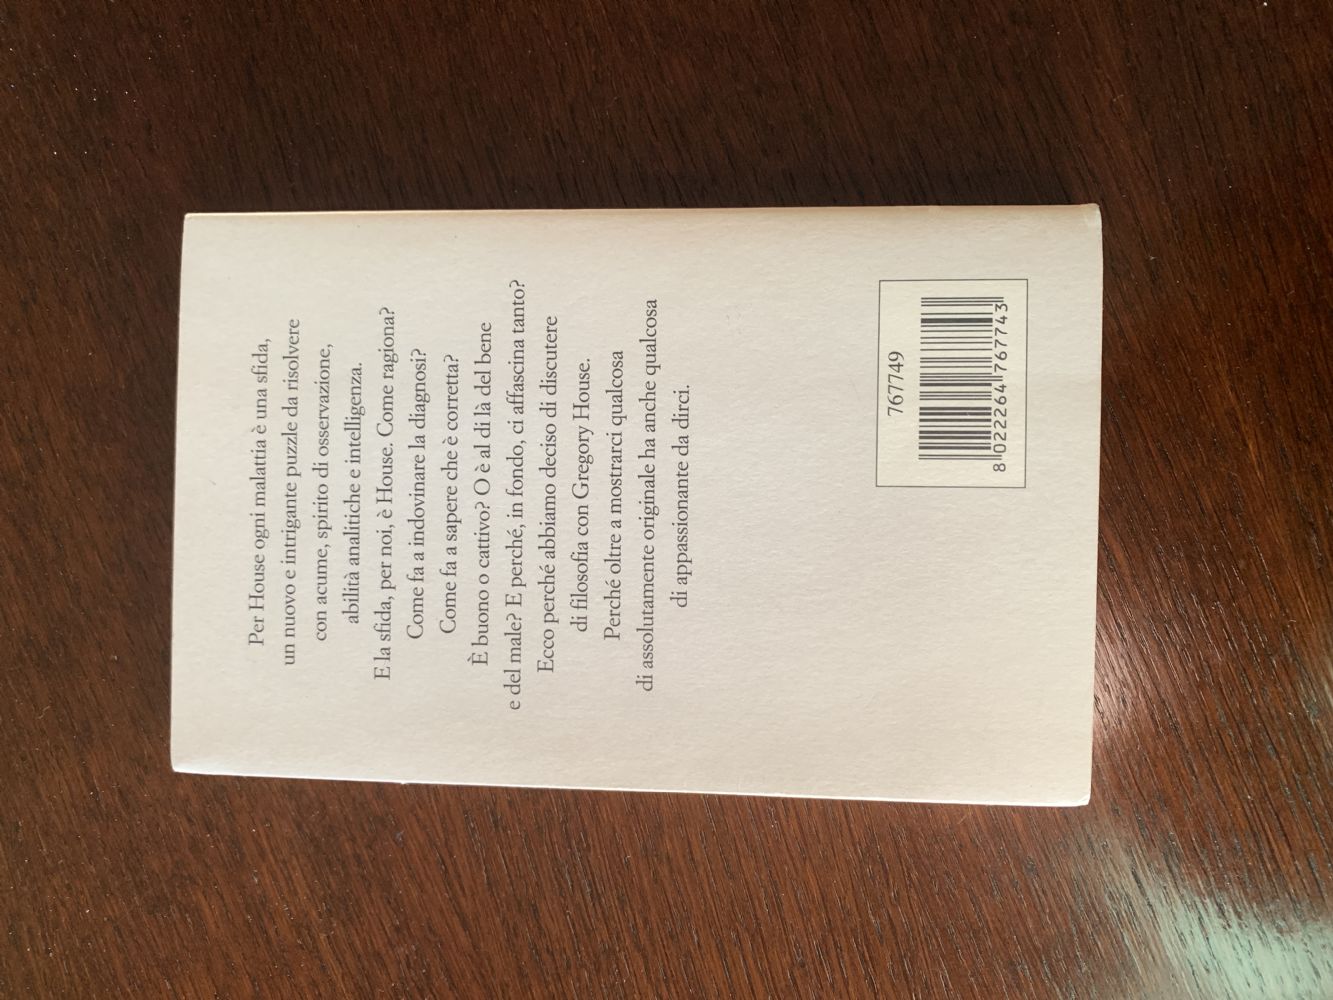 Per House ogni malattia è una sfida,
un nuovo e intrigante puzzle da risolvere
con acume, spirito di osservazione,
abilità analitiche e intelligenza.
E la sfida, per noi, è House. Come ragiona?
Come fa a indovinare la diagnosi?
Come fa a sapere che è corretta?
È buono o cattivo? O è al di là del bene
e del male? E perché, in fondo, ci affascina tanto?
Ecco perché abbiamo deciso di discutere
di filosofia con Gregory House.
Perché oltre a mostrarci qualcosa
di assolutamente originale ha anche qualcosa
di appassionante da dirci.
767749
8 022264 767743